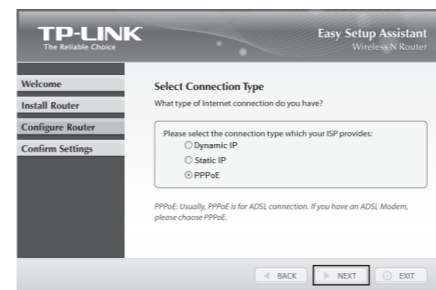 TP-LINK
The Reliable Choice
Easy Setup Assistant
Wireless N Router
Welcome
Install Router
Configure Router
Confirm Settings
Select Connection Type
What type of Internet connection do you have?
Please select the connection type which your ISP provides:
Dynamic IP
Static IP
PPPoE
PPPoE: Usually, PPPoE is for ADSL connection. If you have an ADSL Modem,
please choose PPPoE.
BACK
NEXT
EXIT